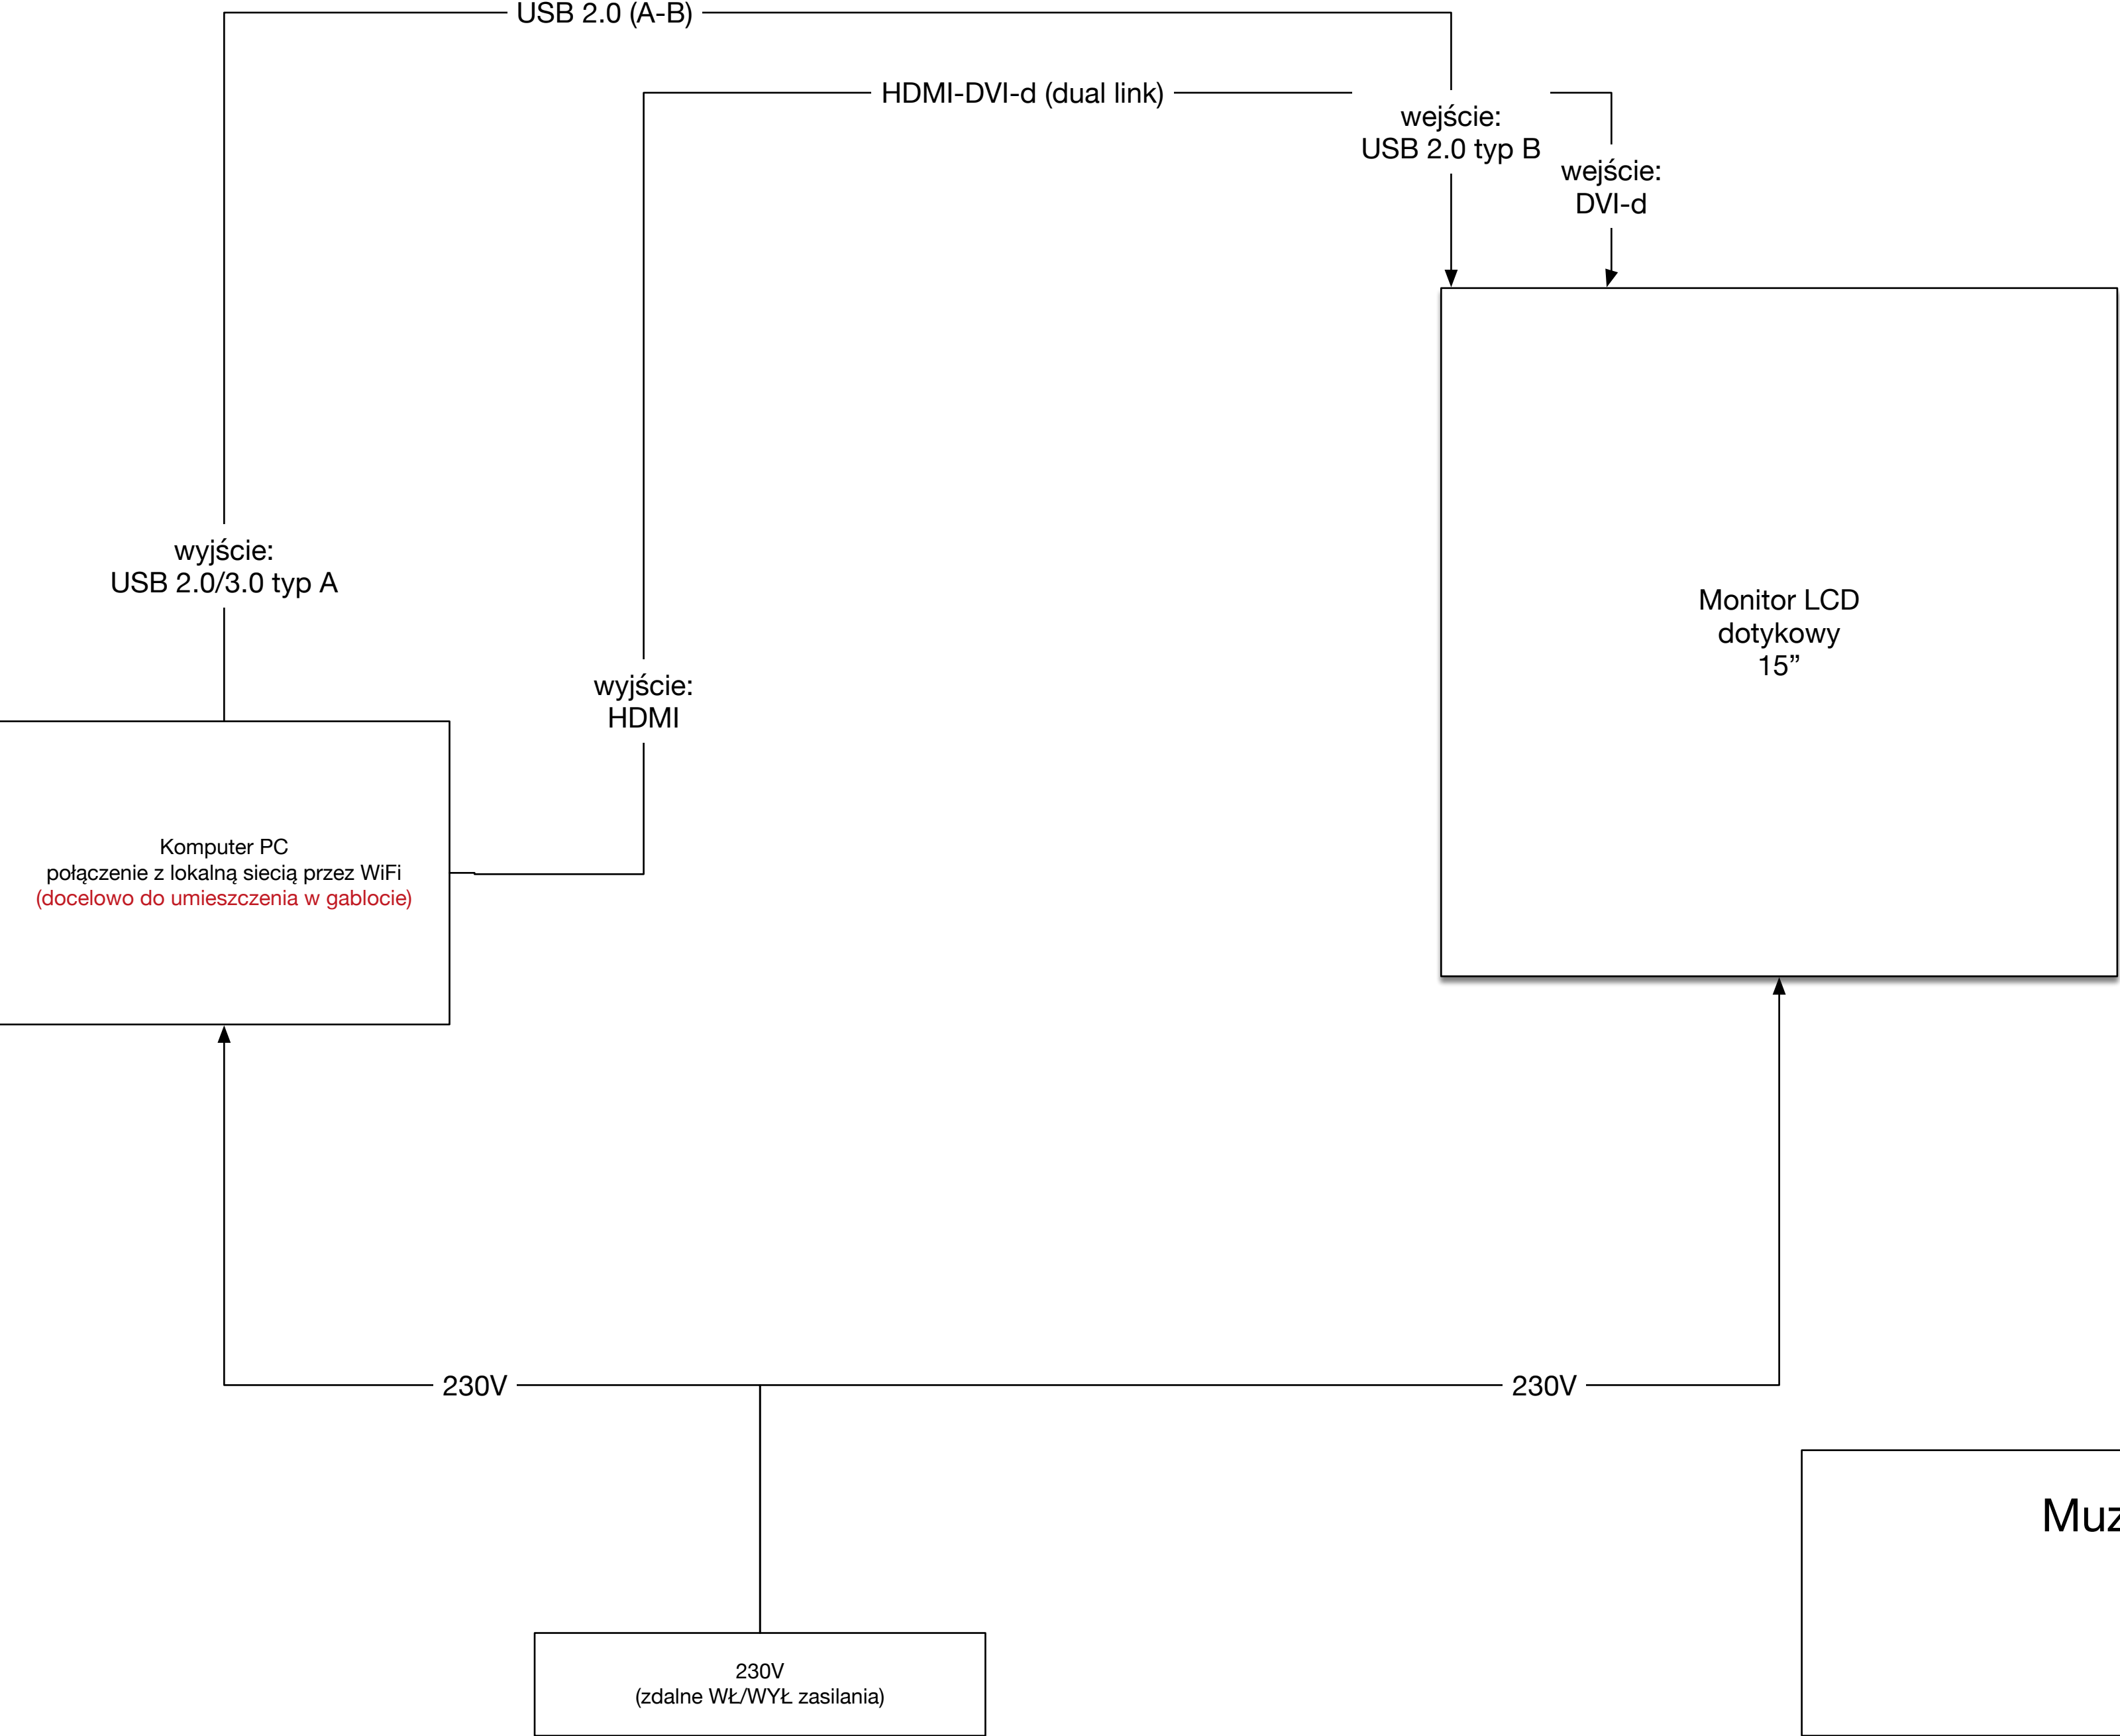 USB 2.0 (A-B)
HDMI-DVI-d (dual link)
wejście:
USB 2.0 typ B
wejście:
DVI-d
wyjście:
USB 2.0/3.0 typ A
wyjście:
HDMI
Monitor LCD
dotykowy
15”
Komputer PC
połączenie z lokalną siecią przez WiFi
(docelowo do umieszczenia w gablocie)
230V
230V
230V
(zdalne WŁ/WYŁ zasilania)